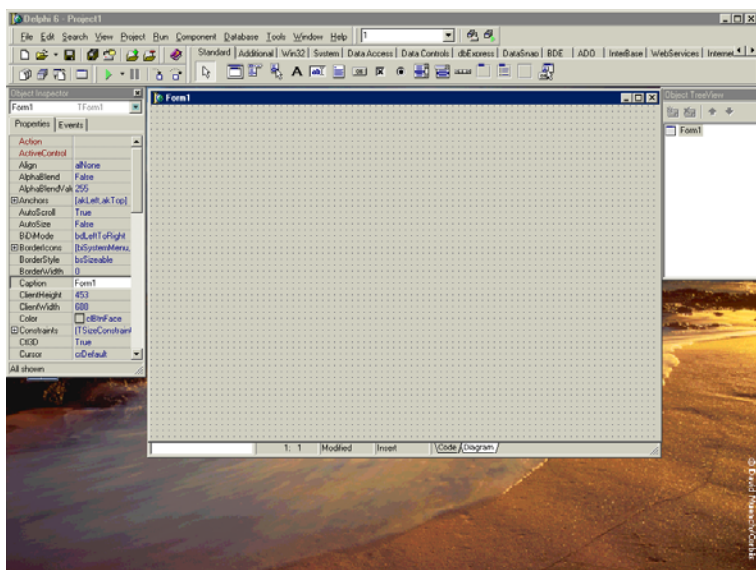 Delphi 6 - Project1
File Edit Search View Project Run Component Database Tools Window Help 1
Standard Additional Win32 System Data Access Data Controls dbExpress DataSnap BDE ADO InterBase WebServices Internet
Object Inspector
Form1 TForm1
Properties Events
Action
ActiveControl
Align alNone
AlphaBlend False
AlphaBlendVal 255
Anchors [akLeft,akTop]
AutoScroll True
AutoSize False
BiDiMode bdLeftToRight
BorderIcons [biSystemMenu,
BorderStyle bsSizeable
BorderWidth 0
Caption Form1
ClientHeight 453
ClientWidth 688
Color clBtnFace
Constraints (TSizeConstraint
Ctl3D True
Cursor crDefault
All shown
Form1
1: 1 Modified Insert Code Diagram
Object TreeView
Form1